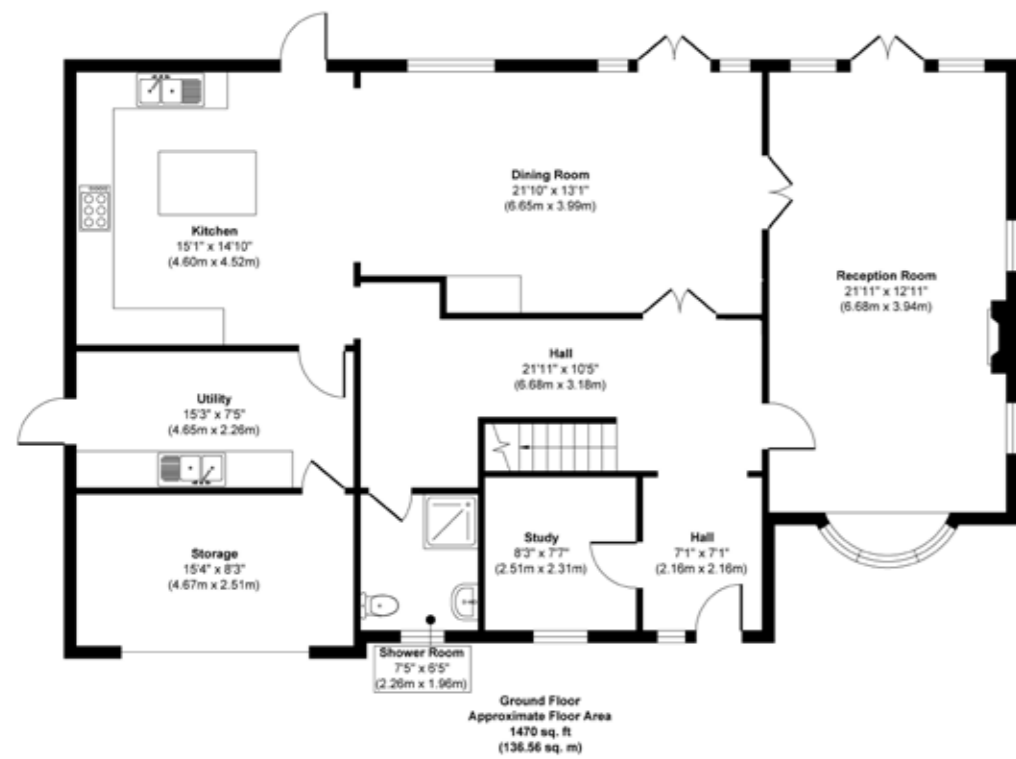 Dining Room
21'10" x 13'1"
(6.65m x 3.99m)
Kitchen
15'1" x 14'10"
(4.60m x 4.52m)
Reception Room
21'11" x 12'11"
(6.68m x 3.94m)
Hall
21'11" x 10'5"
(6.68m x 3.18m)
Utility
15'3" x 7'5"
(4.65m x 2.26m)
Storage
15'4" x 8'3"
(4.67m x 2.51m)
Study
8'3" x 7'7"
(2.51m x 2.31m)
Hall
7'1" x 7'1"
(2.16m x 2.16m)
Shower Room
7'5" x 6'5"
(2.26m x 1.96m)
Ground Floor
Approximate Floor Area
1470 sq. ft
(136.56 sq. m)